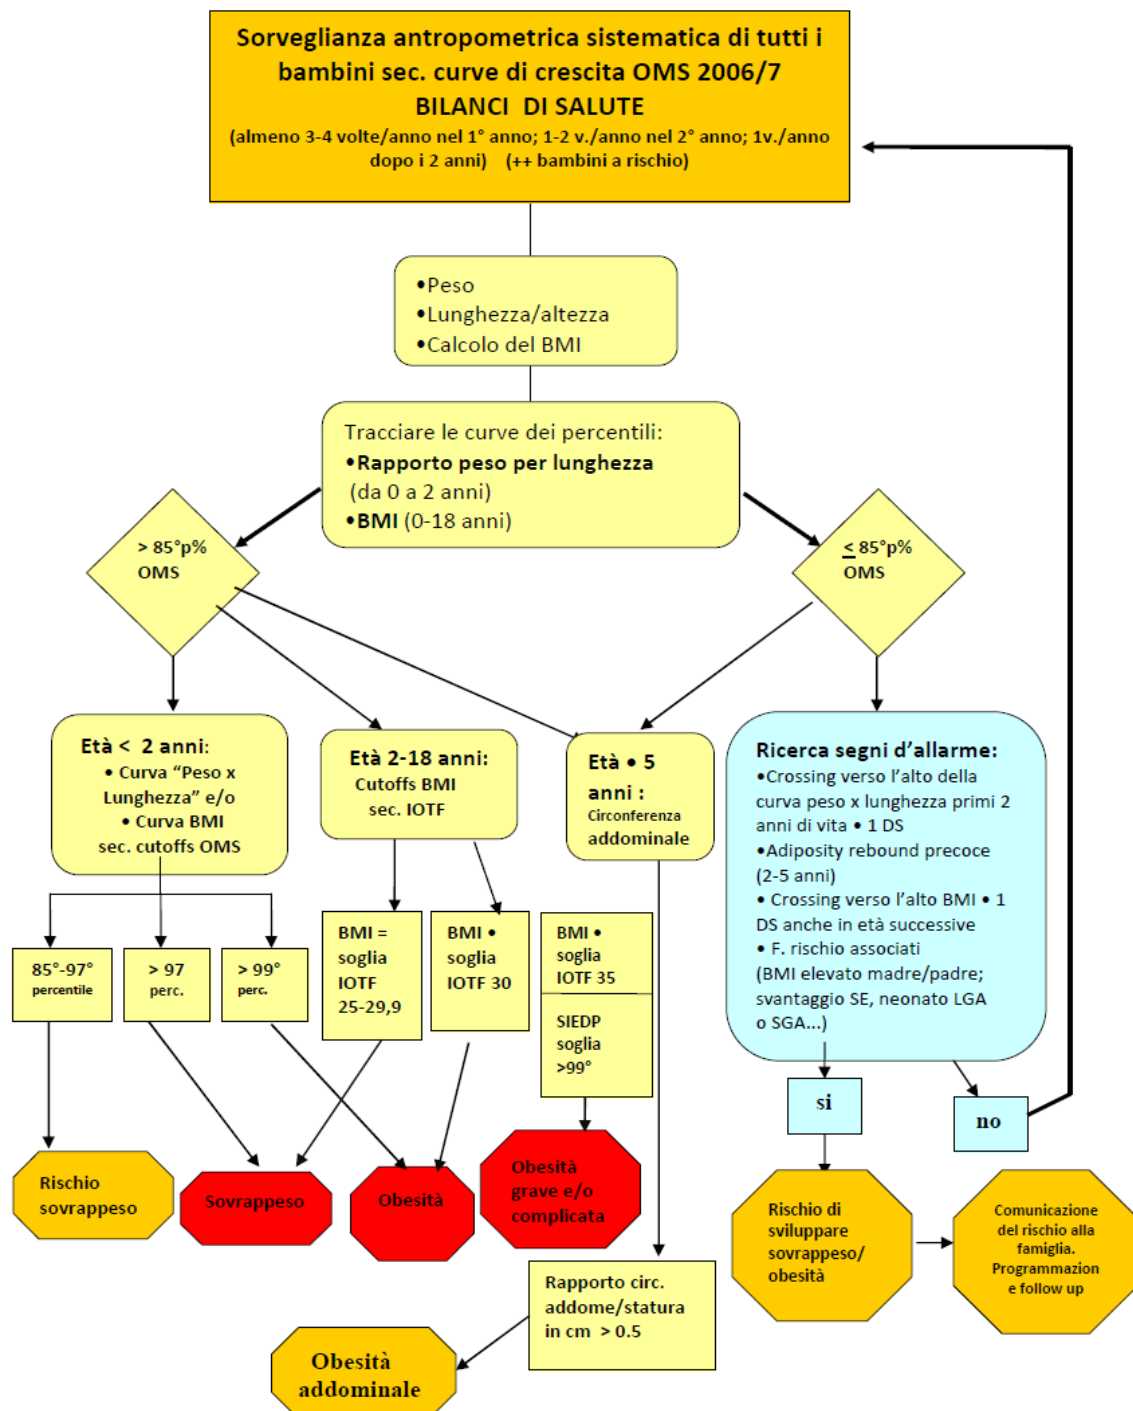 Sorveglianza antropometrica sistematica di tutti i
bambini sec. curve di crescita OMS 2006/7
BILANCI DI SALUTE
(almeno 3-4 volte/anno nel 1° anno; 1-2 v./anno nel 2° anno; 1v./anno
dopo i 2 anni) (++ bambini a rischio)
•Peso
•Lunghezza/altezza
•Calcolo del BMI
Tracciare le curve dei percentili:
•Rapporto peso per lunghezza
(da 0 a 2 anni)
•BMI (0-18 anni)
> 85°p%
OMS
≤ 85°p%
OMS
Età < 2 anni:
• Curva “Peso x
Lunghezza” e/o
• Curva BMI
sec. cutoffs OMS
Età 2-18 anni:
Cutoffs BMI
sec. IOTF
Età • 5
anni :
Circonferenza
addominale
Ricerca segni d’allarme:
•Crossing verso l’alto della
curva peso x lunghezza primi 2
anni di vita • 1 DS
•Adiposity rebound precoce
(2-5 anni)
• Crossing verso l’alto BMI • 1
DS anche in età successive
• F. rischio associati
(BMI elevato madre/padre;
svantaggio SE, neonato LGA
o SGA...)
85°-97°
percentile
> 97
perc.
> 99°
perc.
BMI =
soglia
IOTF
25-29,9
BMI •
soglia
IOTF 30
BMI •
soglia
IOTF 35
SIEDP
soglia
>99°
si
no
Rischio
sovrappeso
Sovrappeso
Obesità
Obesità
grave e/o
complicata
Rischio di
sviluppare
sovrappeso/
obesità
Comunicazione
del rischio alla
famiglia.
Programmazion
e follow up
Rapporto circ.
addome/statura
in cm > 0.5
Obesità
addominale